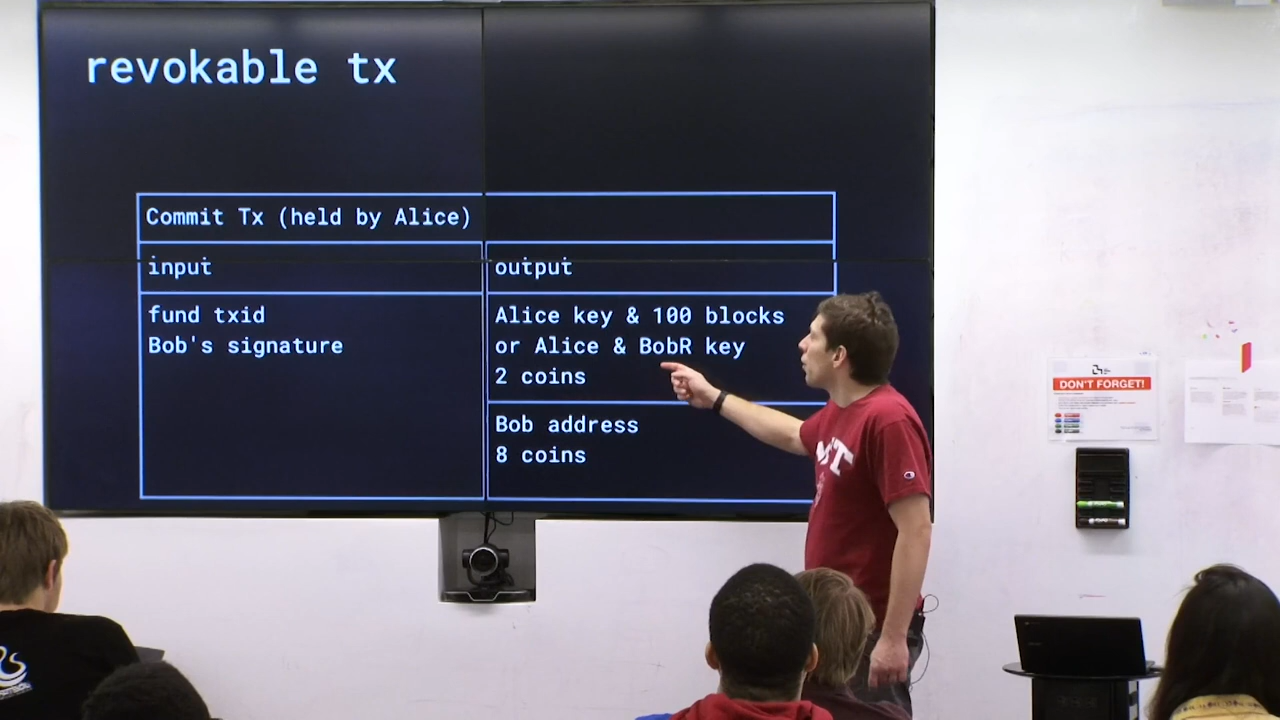 revokable tx
Commit Tx (held by Alice)
input
output
fund txid
Bob's signature
Alice key & 100 blocks
or Alice & BobR key
2 coins
Bob address
8 coins
DON'T FORGET!